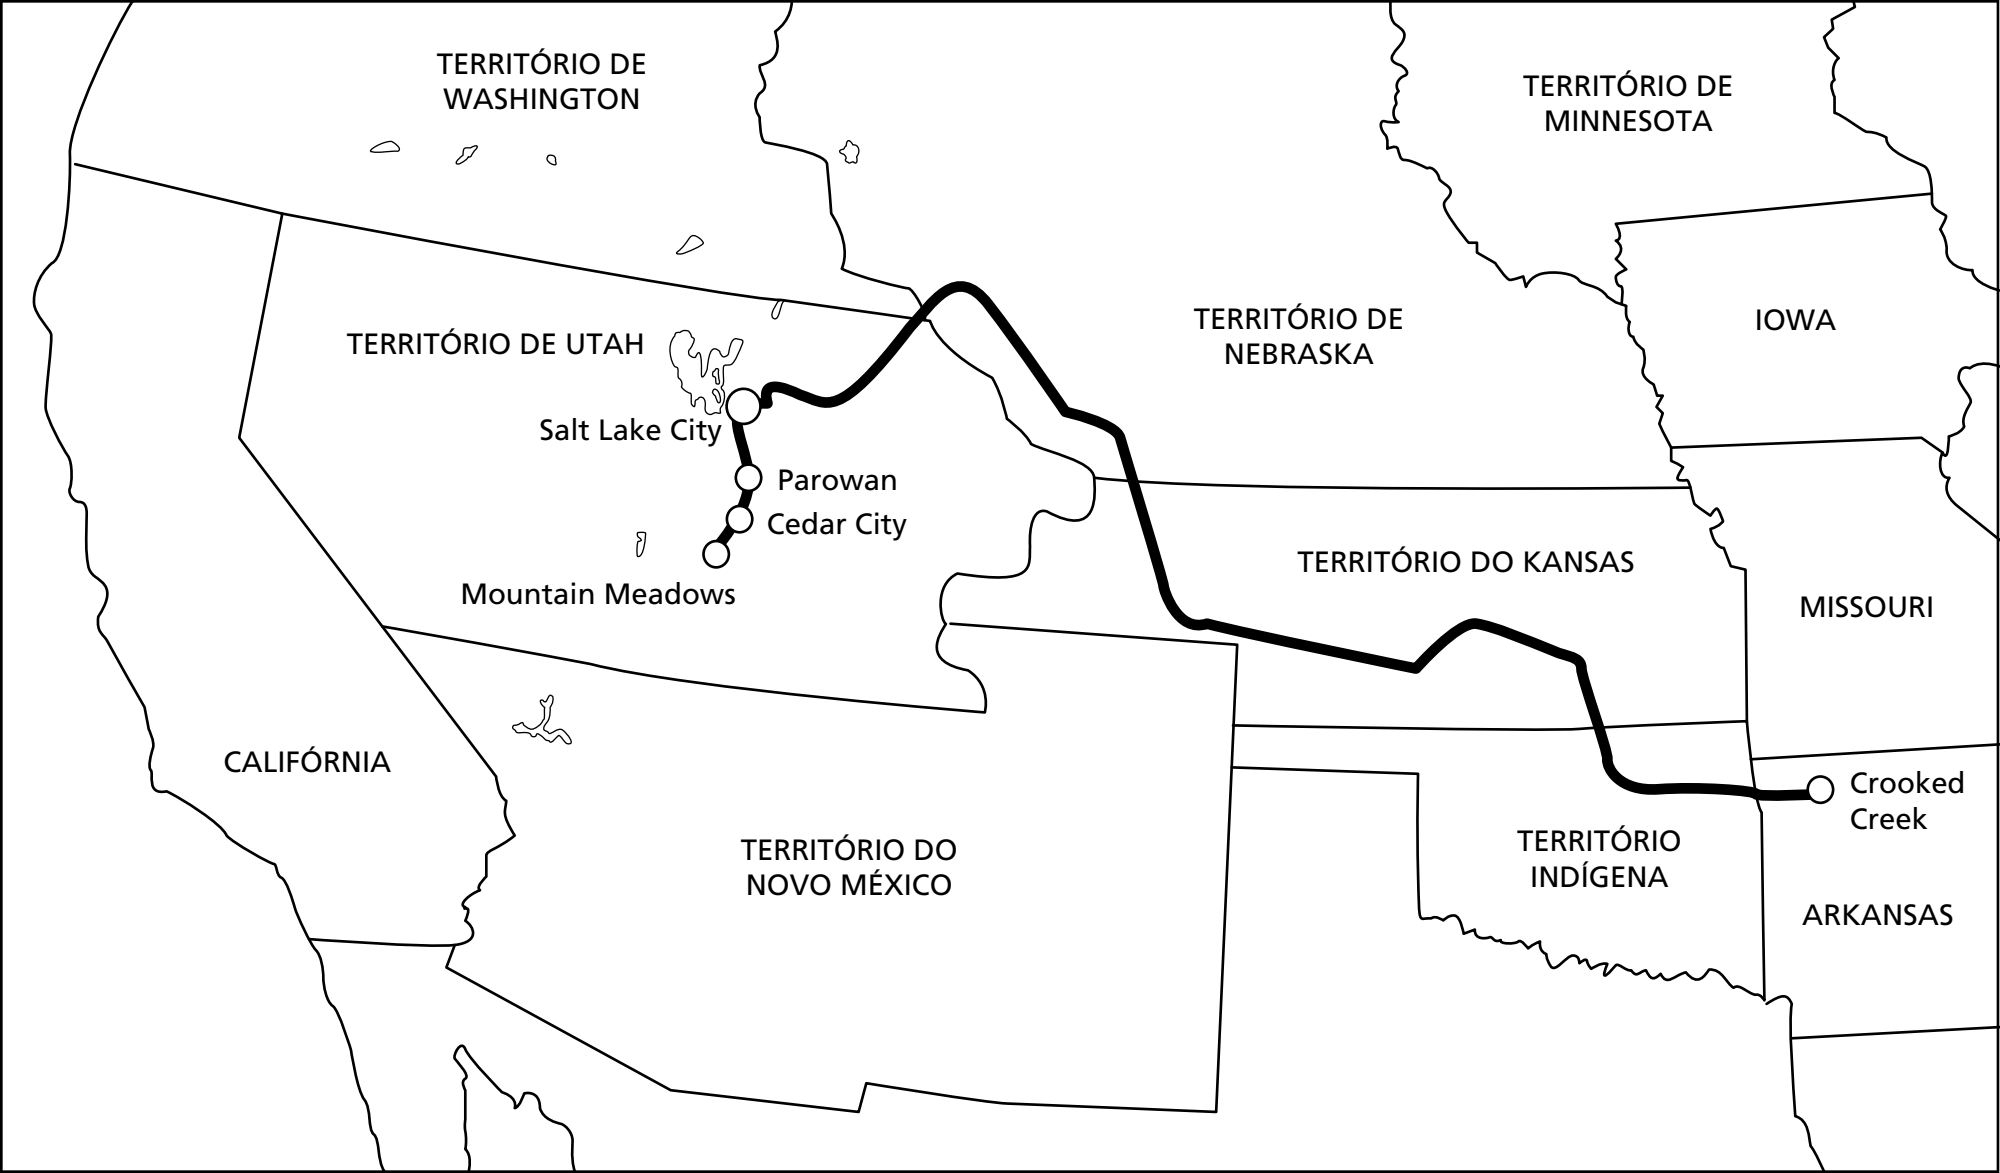 TERRITÓRIO DE
WASHINGTON
TERRITÓRIO DE
MINNESOTA
TERRITÓRIO DE
NEBRASKA
IOWA
TERRITÓRIO DE UTAH
Salt Lake City
Parowan
Cedar City
Mountain Meadows
TERRITÓRIO DO KANSAS
MISSOURI
CALIFÓRNIA
Crooked
Creek
TERRITÓRIO DO
NOVO MÉXICO
TERRITÓRIO
INDÍGENA
ARKANSAS